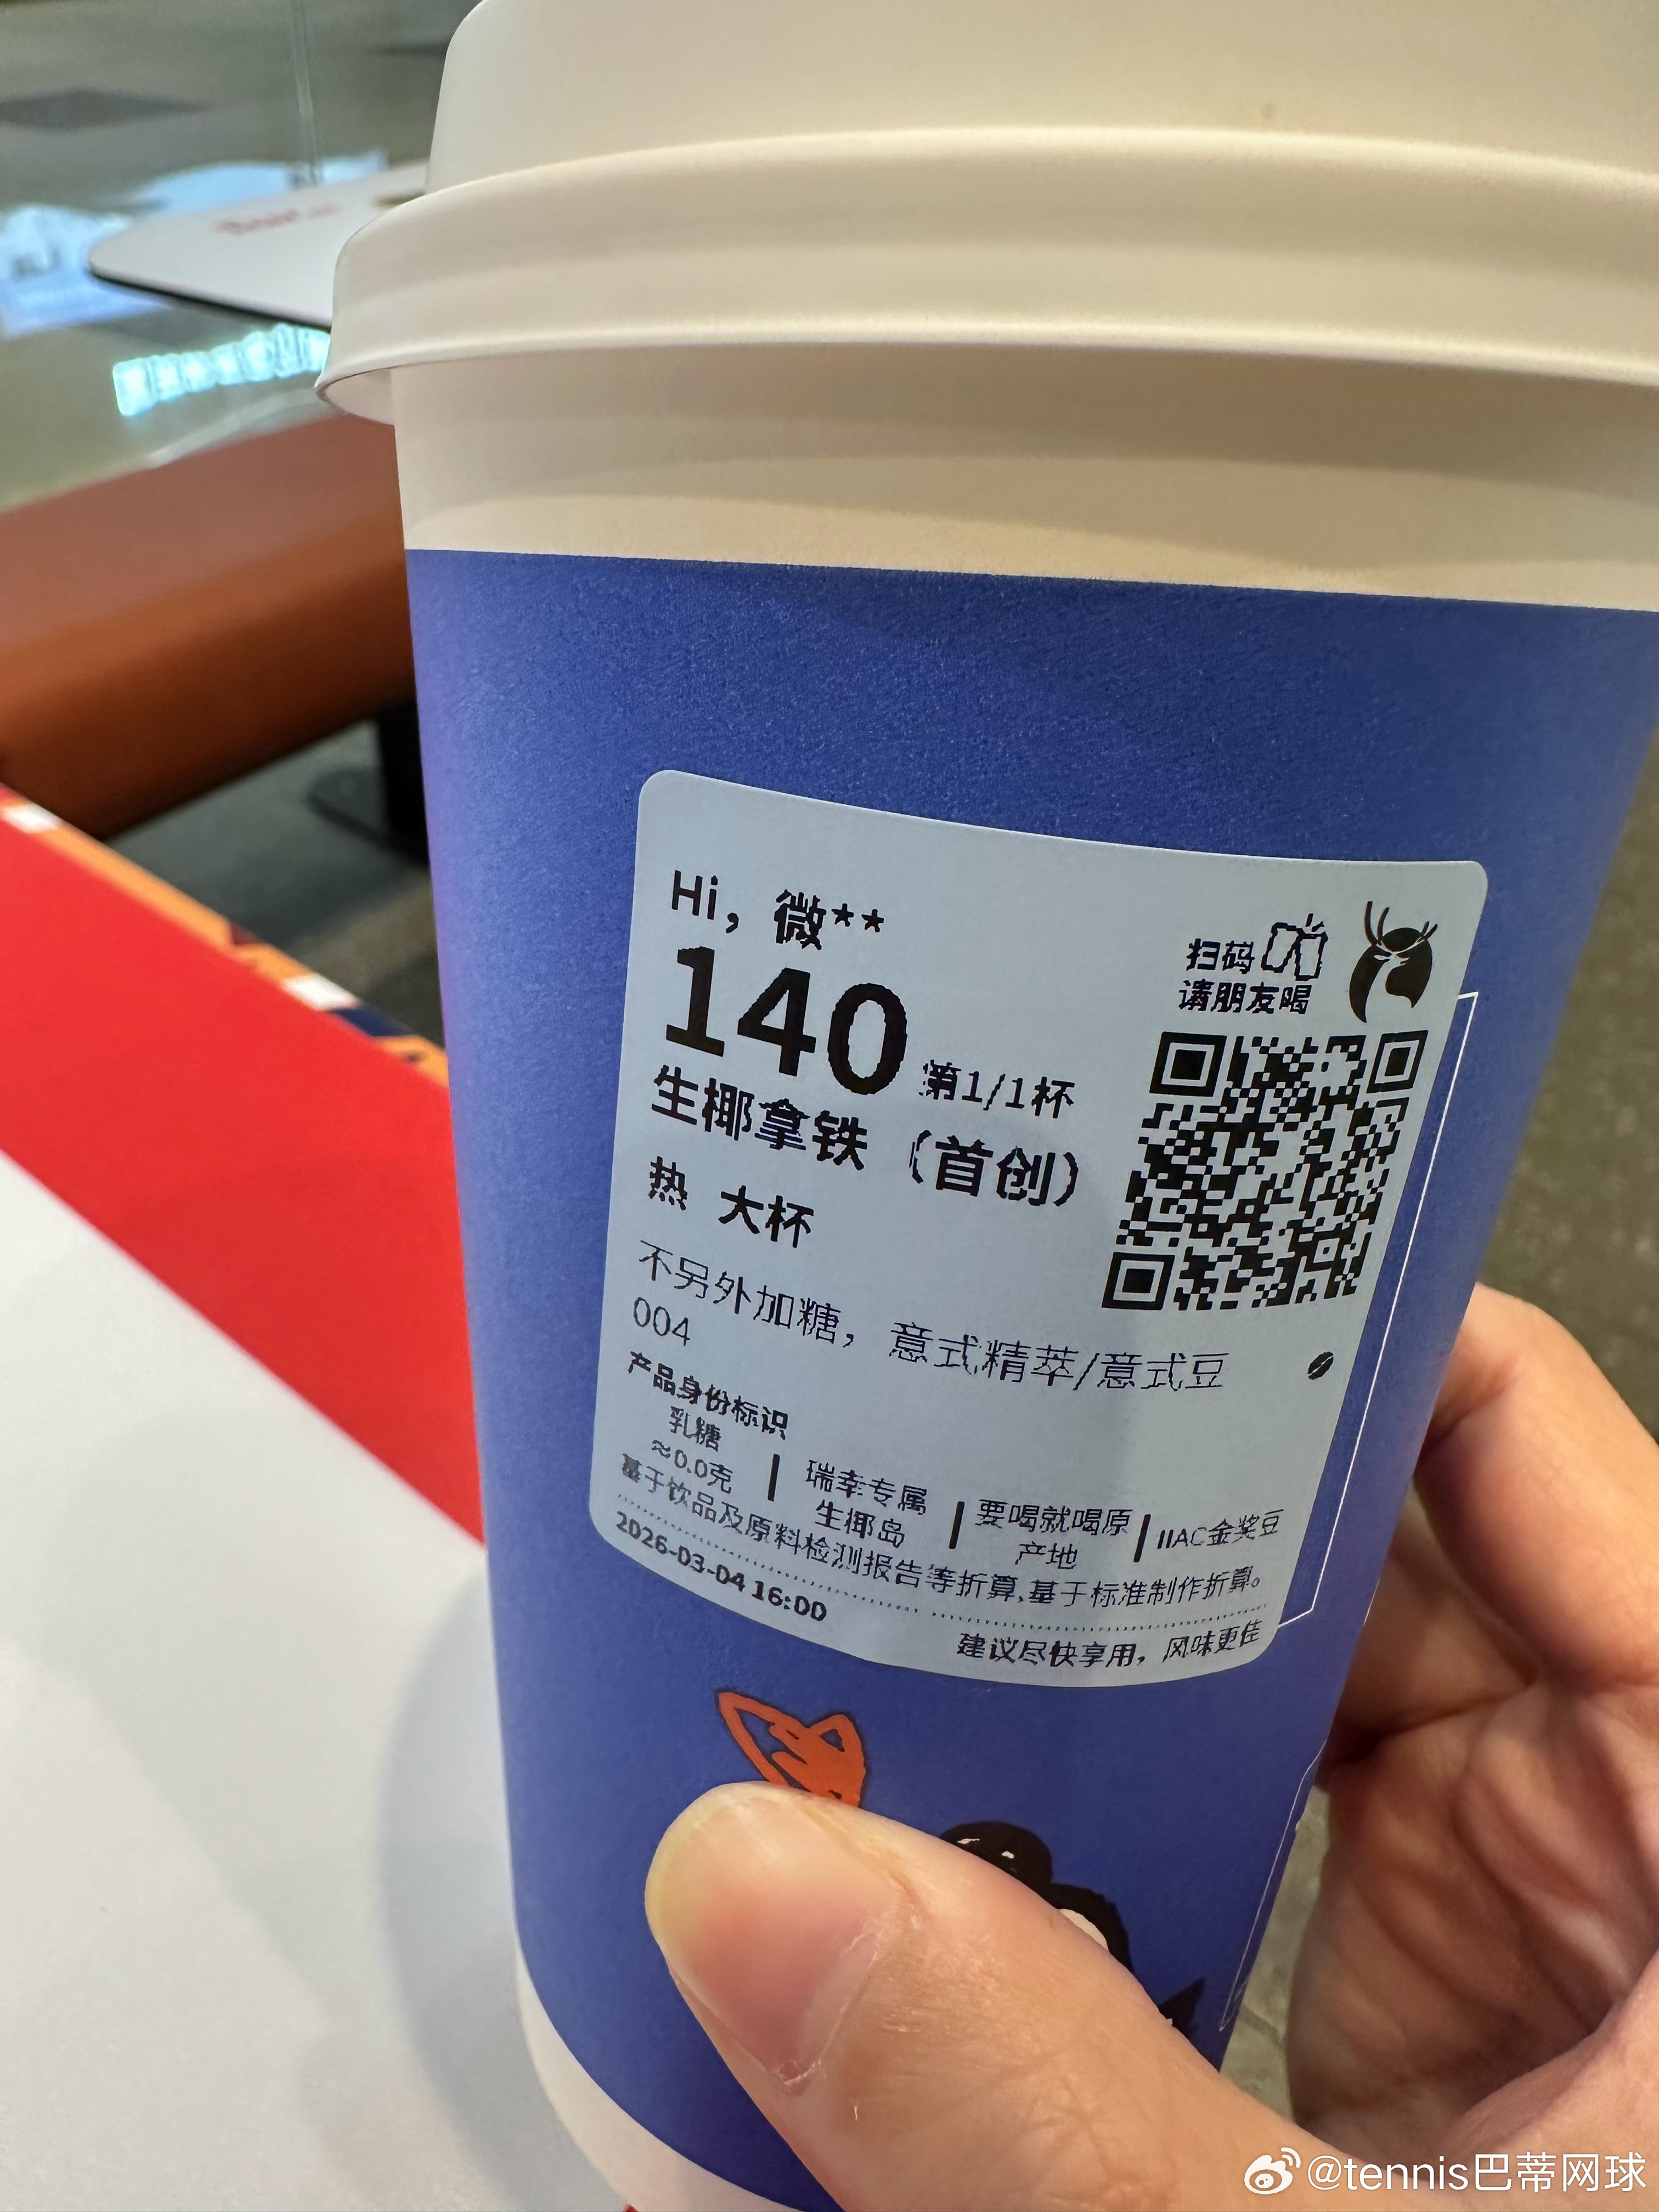 Hi，微**
140 第1/1杯
扫码
请朋友喝
生椰拿铁（首创）
热 大杯
不另外加糖，意式精萃/意式豆
004
产品身份标识
乳糖
≈0.0克
瑞幸专属
生椰岛
要喝就喝原
产地
IIAC金奖豆
基于饮品及原料检测报告等折算,基于标准制作折算。
2026-03-04 16:00
建议尽快享用，风味更佳
@tennis巴蒂网球